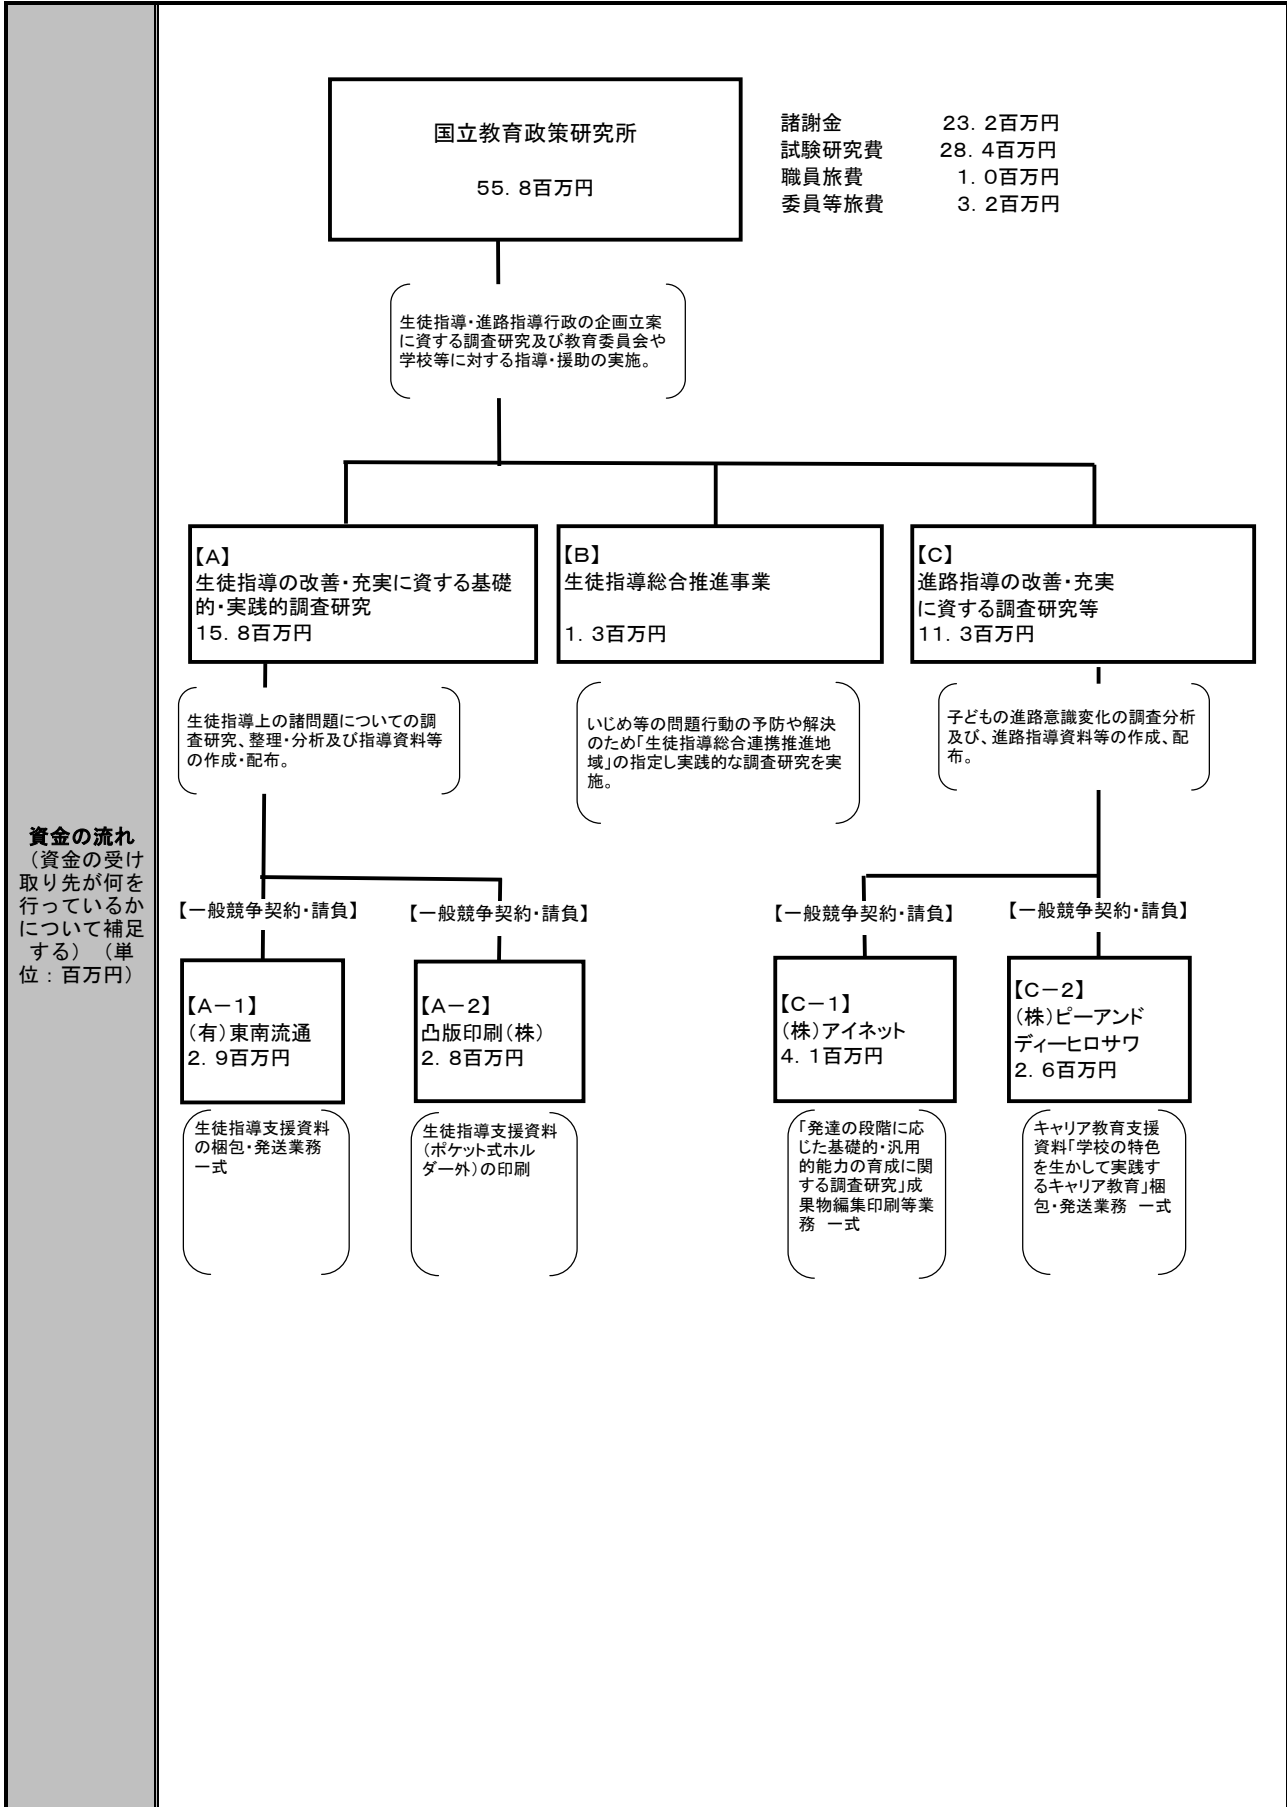 国立教育政策研究所
55．8百万円
諸謝金 23．2百万円
試験研究費 28．4百万円
職員旅費 1．0百万円
委員等旅費 3．2百万円
生徒指導・進路指導行政の企画立案
に資する調査研究及び教育委員会や
学校等に対する指導・援助の実施。
【A】
生徒指導の改善・充実に資する基礎
的・実践的調査研究
15．8百万円
【B】
生徒指導総合推進事業
1．3百万円
【C】
進路指導の改善・充実
に資する調査研究等
11．3百万円
生徒指導上の諸問題についての調
査研究、整理・分析及び指導資料等
の作成・配布。
いじめ等の問題行動の予防や解決
のため「生徒指導総合連携推進地
域」の指定し実践的な調査研究を実
施。
子どもの進路意識変化の調査分析
及び、進路指導資料等の作成、配
布。
資金の流れ
（資金の受け
取り先が何を
行っているか
について補足
する）　（単
位：百万円）
【一般競争契約・請負】
【一般競争契約・請負】
【一般競争契約・請負】
【一般競争契約・請負】
【A－1】
（有）東南流通
2．9百万円
【A－2】
凸版印刷（株）
2．8百万円
【C－1】
（株）アイネット
4．1百万円
【C－2】
（株）ピーアンド
ディーヒロサワ
2．6百万円
生徒指導支援資料
の梱包・発送業務
一式
生徒指導支援資料
（ポケット式ホル
ダー外）の印刷
「発達の段階に応
じた基礎的・汎用
的能力の育成に関
する調査研究」成
果物編集印刷等業
務　一式
キャリア教育支援
資料「学校の特色
を生かして実践す
るキャリア教育」梱
包・発送業務　一式